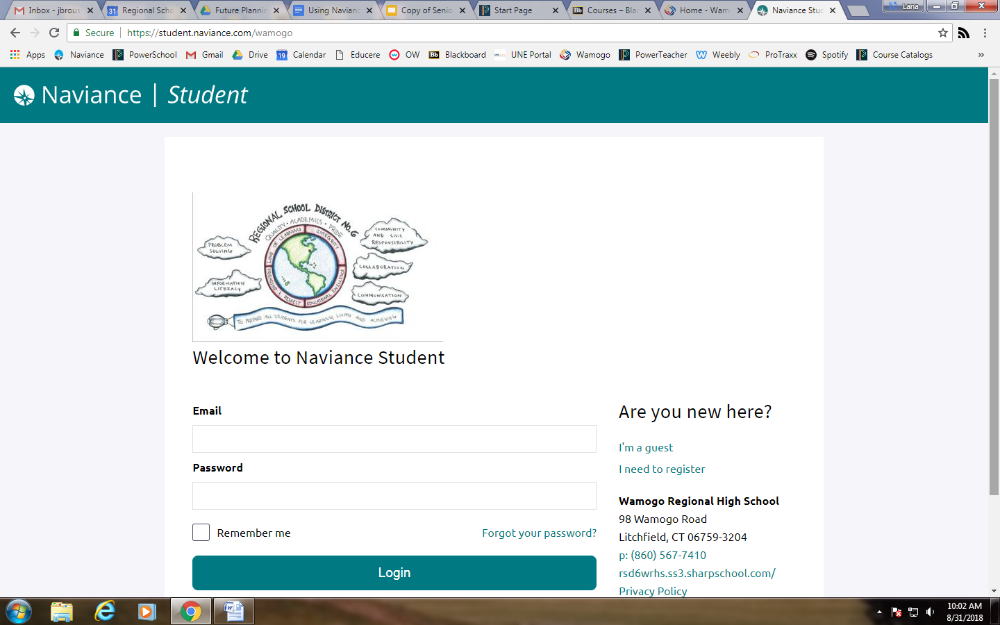 Inbox - jbrous
Regional Scho
Future Plannin
Using Navianc
Copy of Senio
Start Page
Courses – Bla
Home - Wam
Naviance Stud
Lana
Secure
https://student.naviance.com/wamogo
Apps
Naviance
PowerSchool
Gmail
Drive
Calendar
Educere
OW
Blackboard
UNE Portal
Wamogo
PowerTeacher
Weebly
ProTraxx
Spotify
Course Catalogs
»
Naviance | Student
REGIONAL SCHOOL DISTRICT No. 6
QUALITY • ACADEMICS • PRIDE
LOVE OF LEARNING
INTEGRITY
FRIENDSHIP
RESPECT
EDUCATIONAL EXCELLENCE
PROBLEM
SOLVING
INFORMATION
LITERACY
COMMUNITY
AND CIVIC
RESPONSIBILITY
COLLABORATION
COMMUNICATION
TO PREPARE ALL STUDENTS FOR LEARNING, LIVING AND ACHIEVING
Welcome to Naviance Student
Email
Password
Remember me
Forgot your password?
Login
Are you new here?
I'm a guest
I need to register
Wamogo Regional High School
98 Wamogo Road
Litchfield, CT 06759-3204
p: (860) 567-7410
rsd6wrhs.ss3.sharpschool.com/
Privacy Policy
10:02 AM
8/31/2018